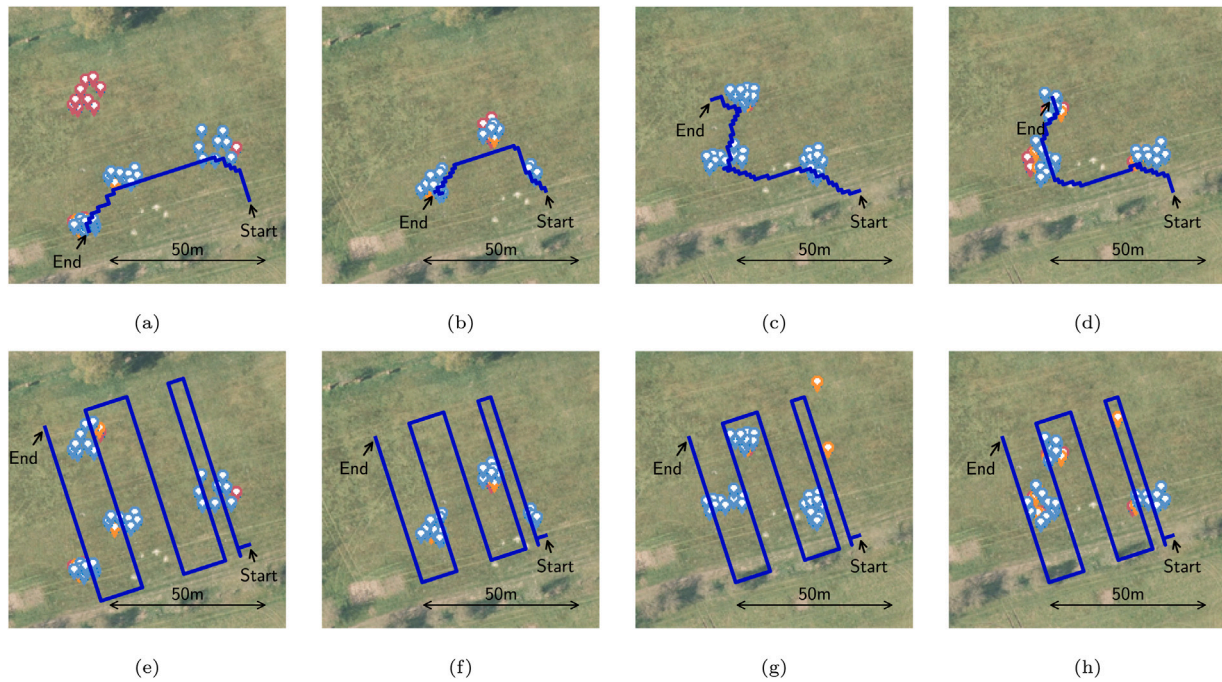 End
Start
50m
(a)
End
Start
50m
(b)
End
Start
50m
(c)
End
Start
50m
(d)
End
Start
50m
(e)
End
Start
50m
(f)
End
Start
50m
(g)
End
Start
50m
(h)